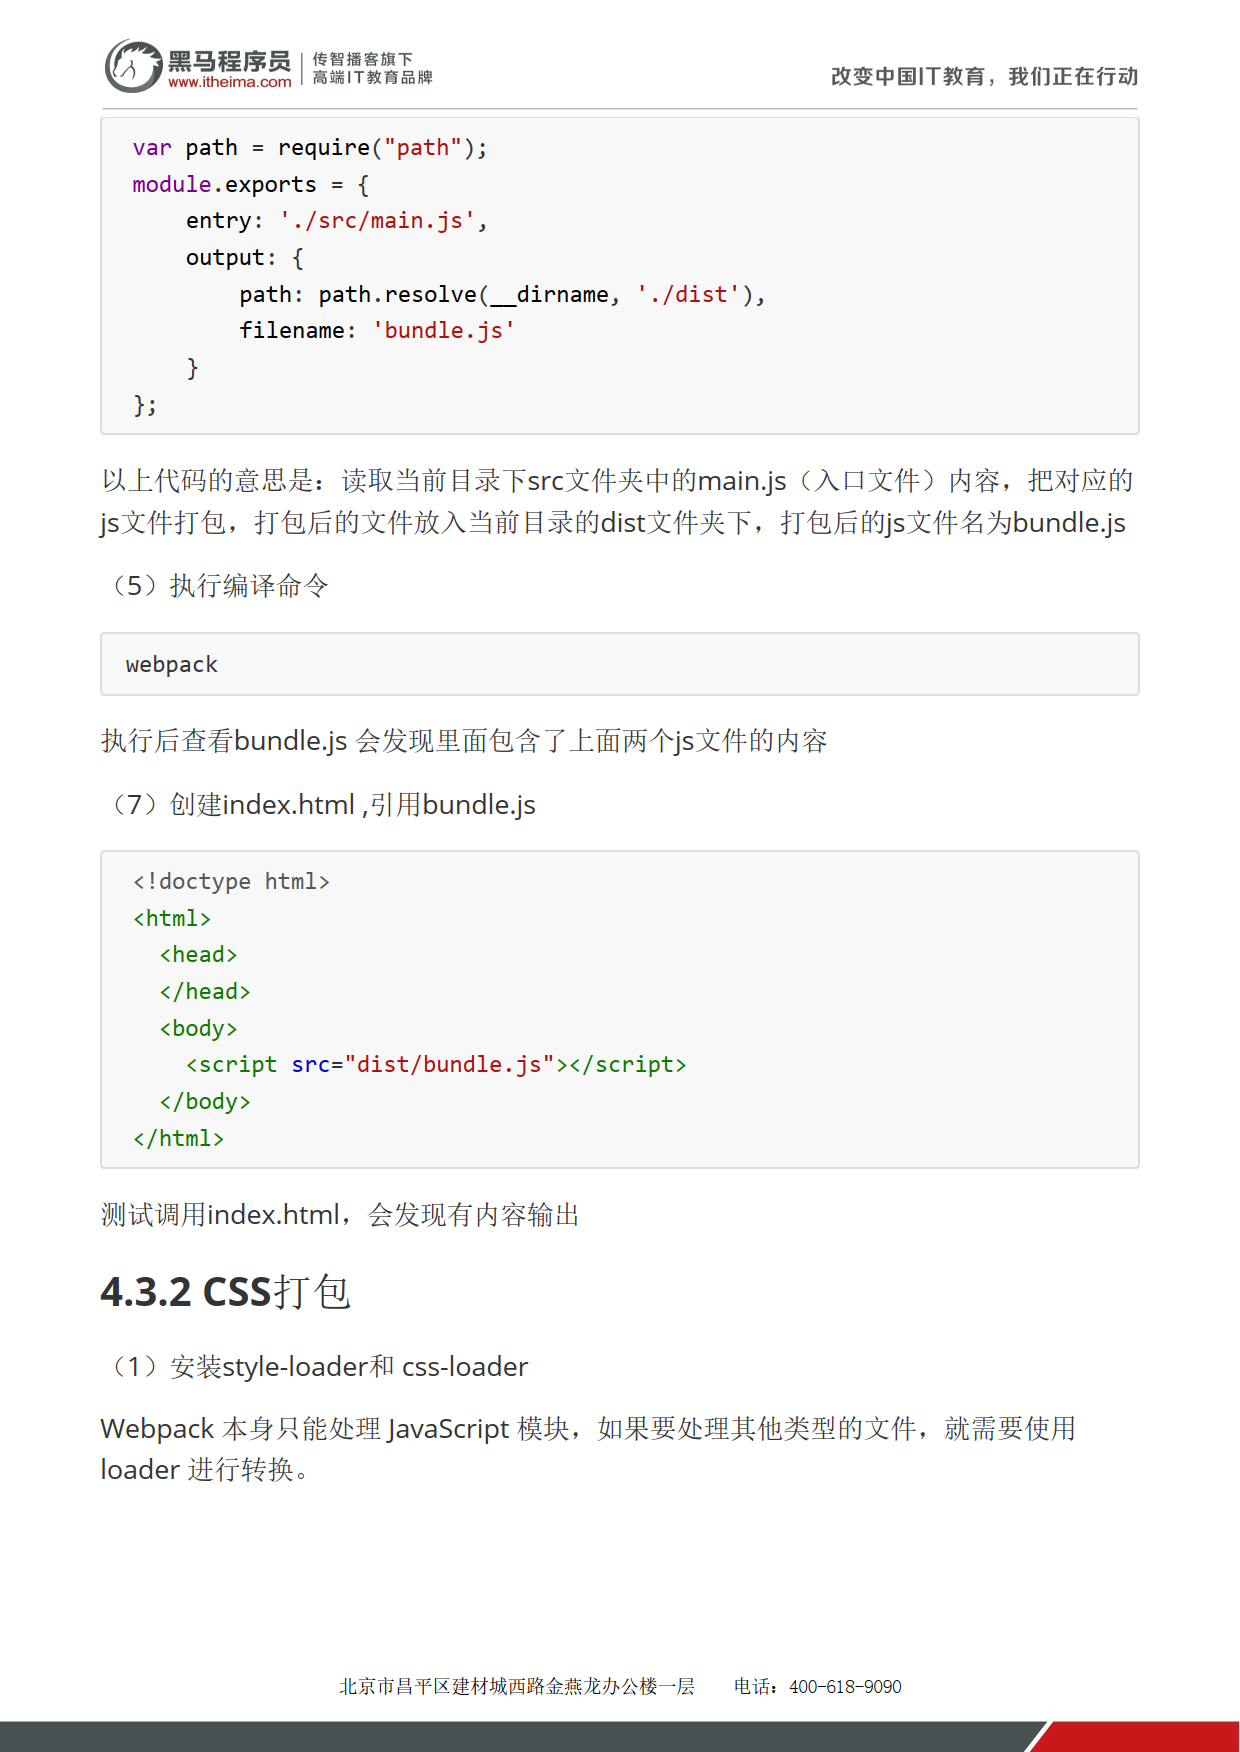 黑马程序员
www.itheima.com
传智播客旗下
高端IT教育品牌
改变中国IT教育，我们正在行动
var path = require("path");
module.exports = {
    entry: './src/main.js',
    output: {
        path: path.resolve(__dirname, './dist'),
        filename: 'bundle.js'
    }
};
以上代码的意思是：读取当前目录下src文件夹中的main.js（入口文件）内容，把对应的
js文件打包，打包后的文件放入当前目录的dist文件夹下，打包后的js文件名为bundle.js
（5）执行编译命令
webpack
执行后查看bundle.js 会发现里面包含了上面两个js文件的内容
（7）创建index.html ,引用bundle.js
<!doctype html>
<html>
  <head>
  </head>
  <body>
    <script src="dist/bundle.js"></script>
  </body>
</html>
测试调用index.html，会发现有内容输出
4.3.2 CSS打包
（1）安装style-loader和 css-loader
Webpack 本身只能处理 JavaScript 模块，如果要处理其他类型的文件，就需要使用
loader 进行转换。
北京市昌平区建材城西路金燕龙办公楼一层 电话：400-618-9090